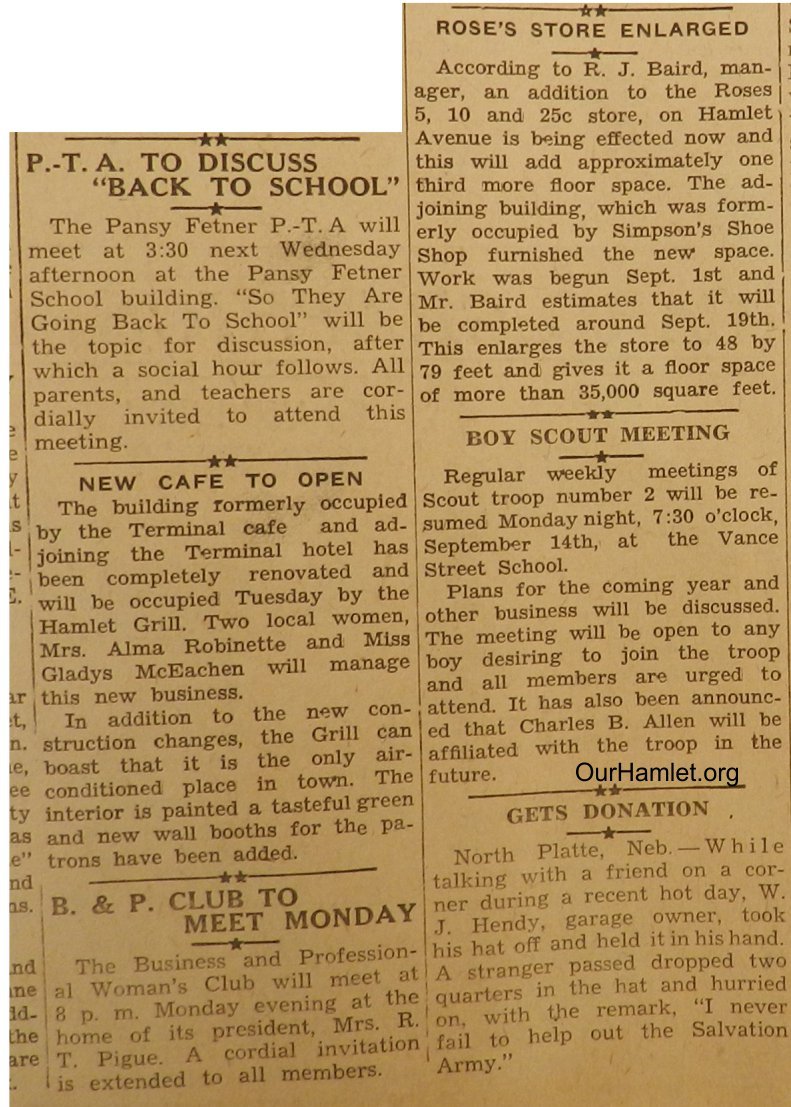 P.-T. A. TO DISCUSS
"BACK TO SCHOOL"
The Pansy Fetner P.-T. A will
meet at 3:30 next Wednesday
afternoon at the Pansy Fetner
School building. "So They Are
Going Back To School" will be
the topic for discussion, after
which a social hour follows. All
parents, and teachers are cor-
dially invited to attend this
meeting.
NEW CAFE TO OPEN
The building formerly occupied
by the Terminal cafe and ad-
joining the Terminal hotel has
been completely renovated and
will be occupied Tuesday by the
Hamlet Grill. Two local women,
Mrs. Alma Robinette and Miss
Gladys McEachen will manage
this new business.
In addition to the new con-
struction changes, the Grill can
boast that it is the only air-
conditioned place in town. The
interior is painted a tasteful green
and new wall booths for the pa-
trons have been added.
B. & P. CLUB TO
MEET MONDAY
The Business and Profession-
al Woman's Club will meet at
8 p. m. Monday evening at the
home of its president, Mrs. R.
T. Pigue. A cordial invitation
is extended to all members.
ROSE'S STORE ENLARGED
According to R. J. Baird, man-
ager, an addition to the Roses
5, 10 and 25c store, on Hamlet
Avenue is being effected now and
this will add approximately one
third more floor space. The ad-
joining building, which was form-
erly occupied by Simpson's Shoe
Shop furnished the new space.
Work was begun Sept. 1st and
Mr. Baird estimates that it will
be completed around Sept. 19th.
This enlarges the store to 48 by
79 feet and gives it a floor space
of more than 35,000 square feet.
BOY SCOUT MEETING
Regular weekly meetings of
Scout troop number 2 will be re-
sumed Monday night, 7:30 o'clock,
September 14th, at the Vance
Street School.
Plans for the coming year and
other business will be discussed.
The meeting will be open to any
boy desiring to join the troop
and all members are urged to
attend. It has also been announc-
ed that Charles B. Allen will be
affiliated with the troop in the
future.
OurHamlet.org
GETS DONATION
North Platte, Neb.—While
talking with a friend on a cor-
ner during a recent hot day, W.
J. Hendy, garage owner, took
his hat off and held it in his hand.
A stranger passed dropped two
quarters in the hat and hurried
on, with the remark, "I never
fail to help out the Salvation
Army."